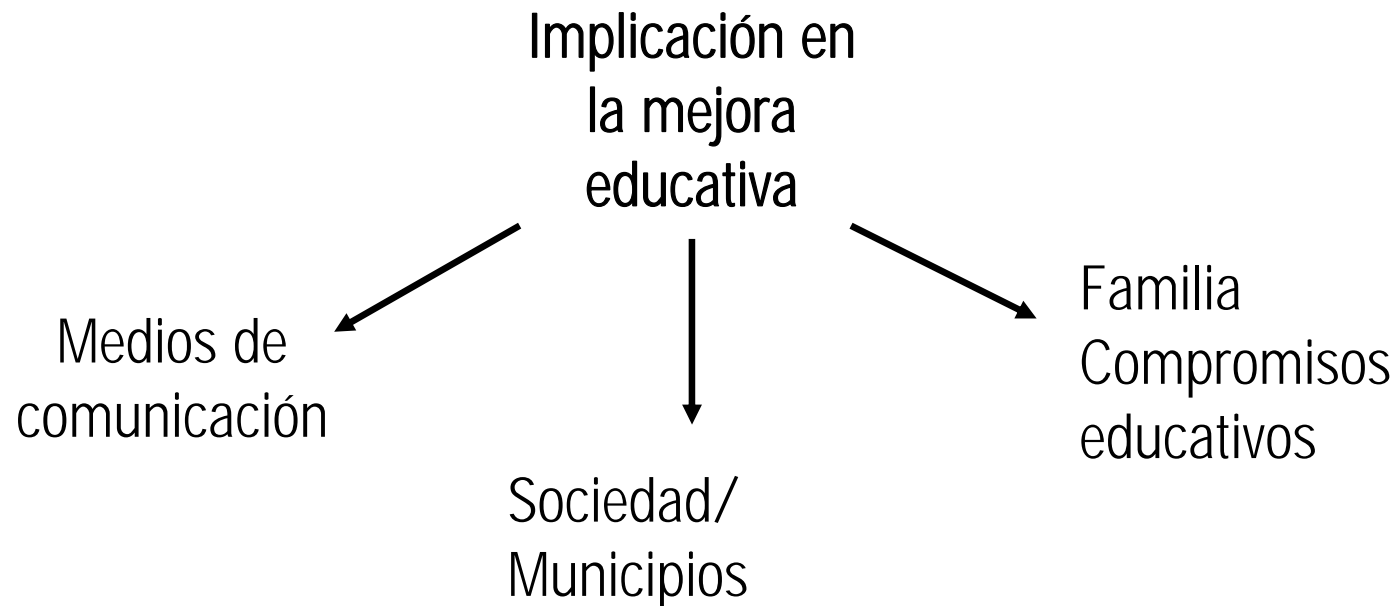 Implicación en
la mejora
educativa
Medios de
comunicación
Sociedad/
Municipios
Familia
Compromisos
educativos